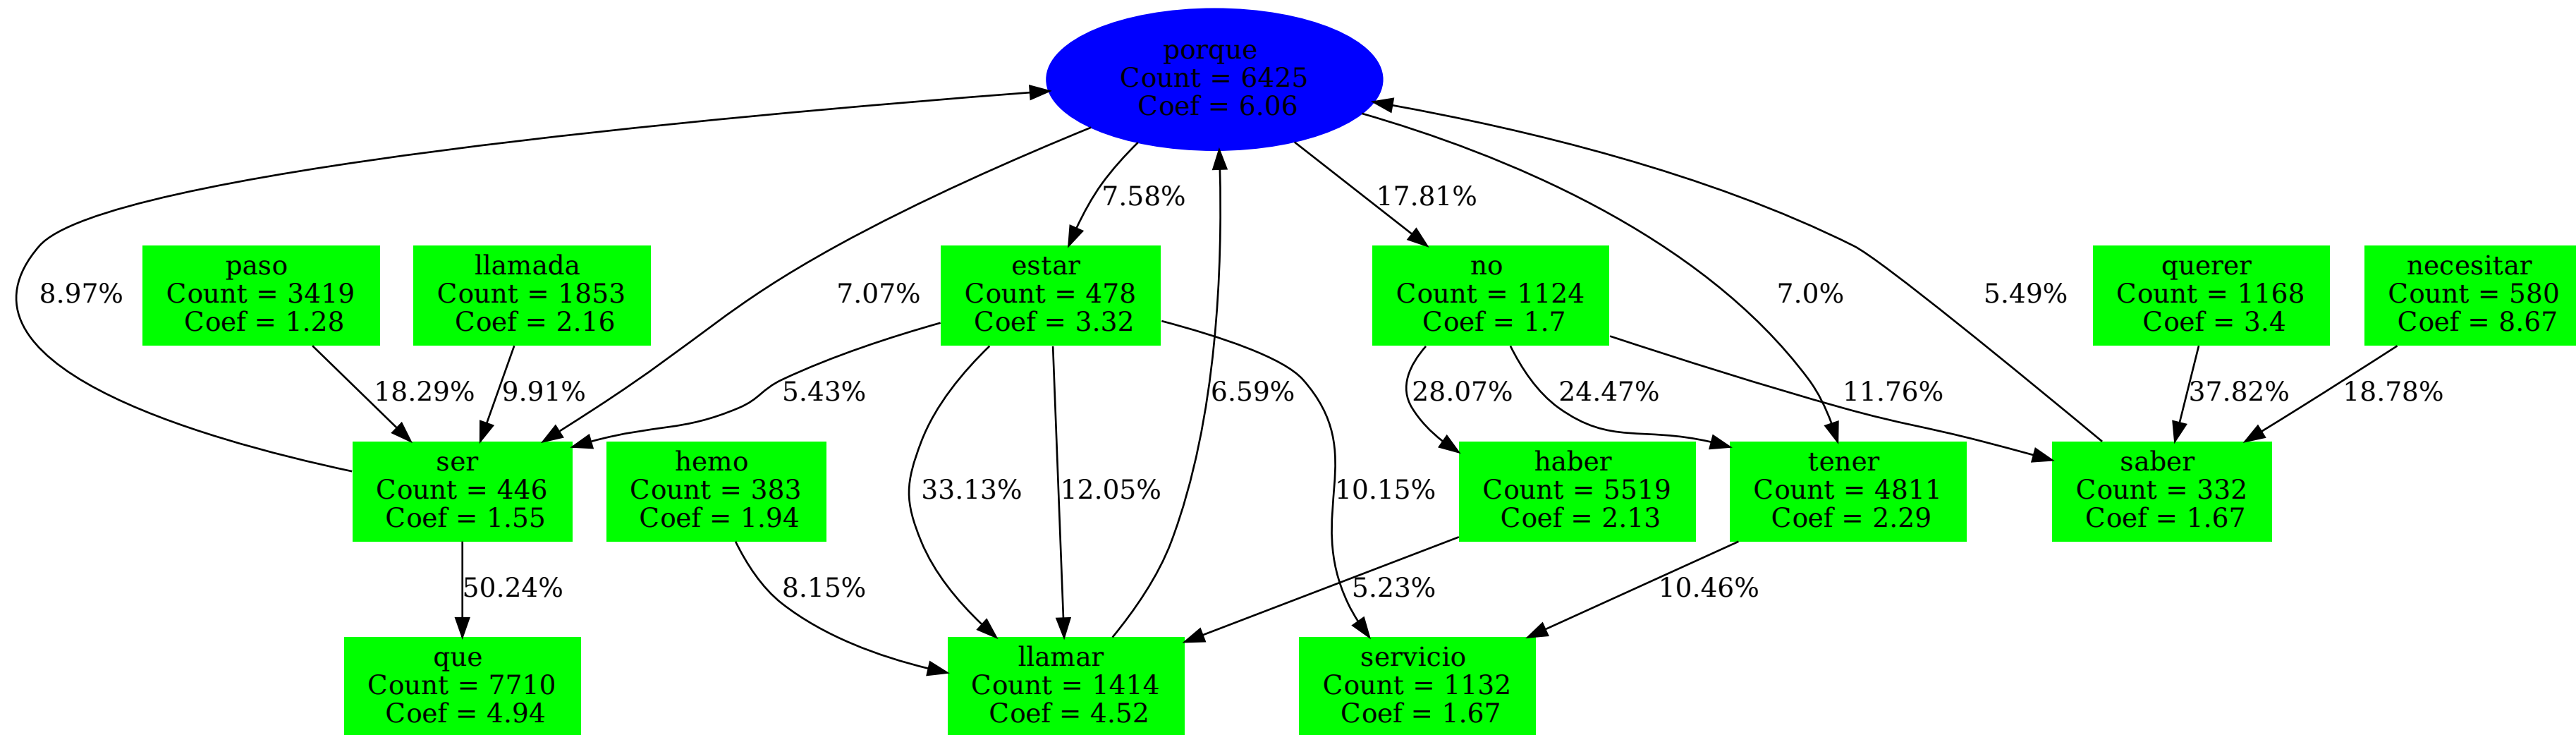 porque
Count = 6425
Coef = 6.06
7.58%
17.81%
paso
Count = 3419
Coef = 1.28
llamada
Count = 1853
Coef = 2.16
estar
Count = 478
Coef = 3.32
no
Count = 1124
Coef = 1.7
querer
Count = 1168
Coef = 3.4
necesitar
Count = 580
Coef = 8.67
8.97%
7.07%
7.0%
5.49%
18.29%
9.91%
5.43%
6.59%
28.07%
24.47%
11.76%
37.82%
18.78%
ser
Count = 446
Coef = 1.55
hemo
Count = 383
Coef = 1.94
33.13%
12.05%
10.15%
haber
Count = 5519
Coef = 2.13
tener
Count = 4811
Coef = 2.29
saber
Count = 332
Coef = 1.67
50.24%
8.15%
5.23%
10.46%
que
Count = 7710
Coef = 4.94
llamar
Count = 1414
Coef = 4.52
servicio
Count = 1132
Coef = 1.67